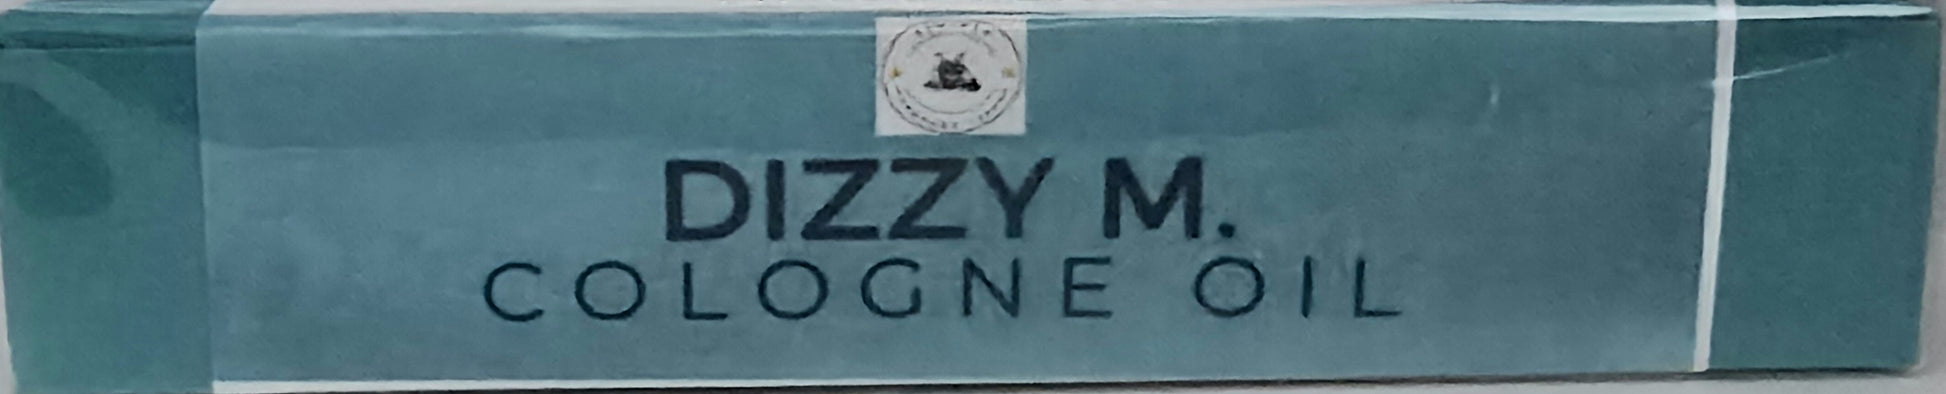 DIZZY M.
COLOGNE OIL